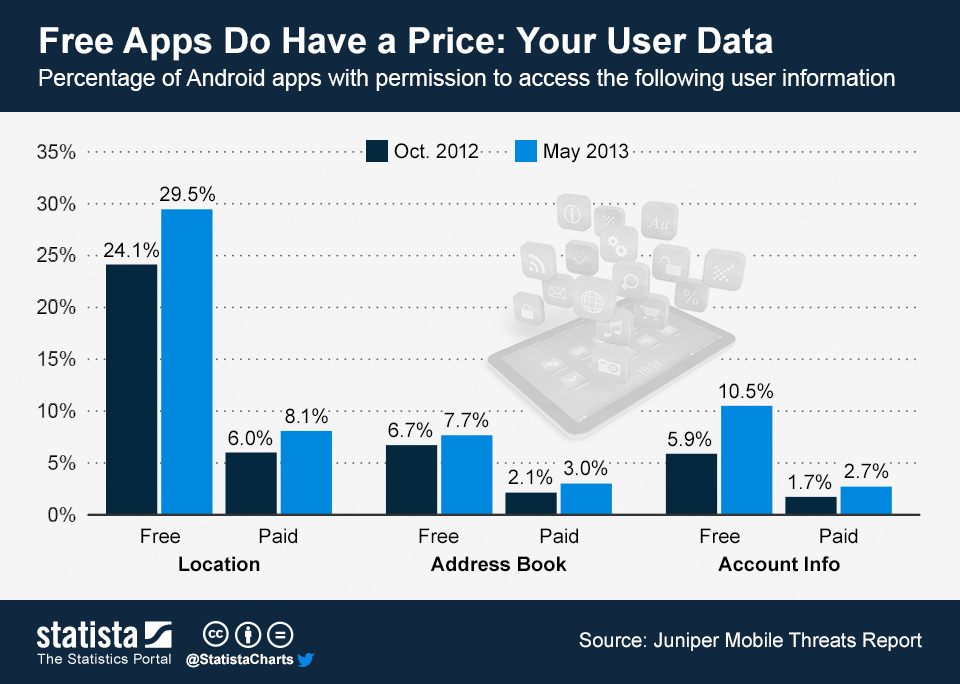 Free Apps Do Have a Price: Your User Data
Percentage of Android apps with permission to access the following user information
35%
Oct. 2012
May 2013
30%
25%
20%
15%
10%
5%
0%
24.1%
29.5%
6.0%
8.1%
6.7%
7.7%
2.1%
3.0%
5.9%
10.5%
1.7%
2.7%
Aa
%
Free
Paid
Free
Paid
Free
Paid
Location
Address Book
Account Info
statista
The Statistics Portal
cc
@StatistaCharts
Source: Juniper Mobile Threats Report